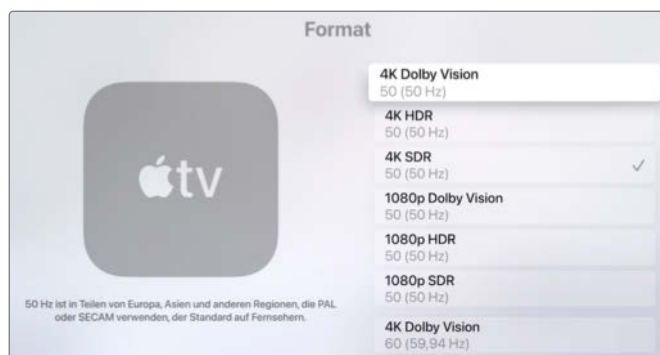 Format
tv
50 Hz ist in Teilen von Europa, Asien und anderen Regionen, die PAL
oder SECAM verwenden, der Standard auf Fernsehern.
4K Dolby Vision
50 (50 Hz)
4K HDR
50 (50 Hz)
4K SDR
50 (50 Hz)
1080p Dolby Vision
50 (50 Hz)
1080p HDR
50 (50 Hz)
1080p SDR
50 (50 Hz)
4K Dolby Vision
60 (59,94 Hz)